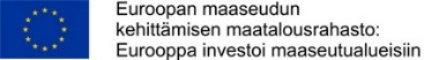 Euroopan maaseudun
kehittämisen maatalousrahasto:
Eurooppa investoi maaseutualueisiin